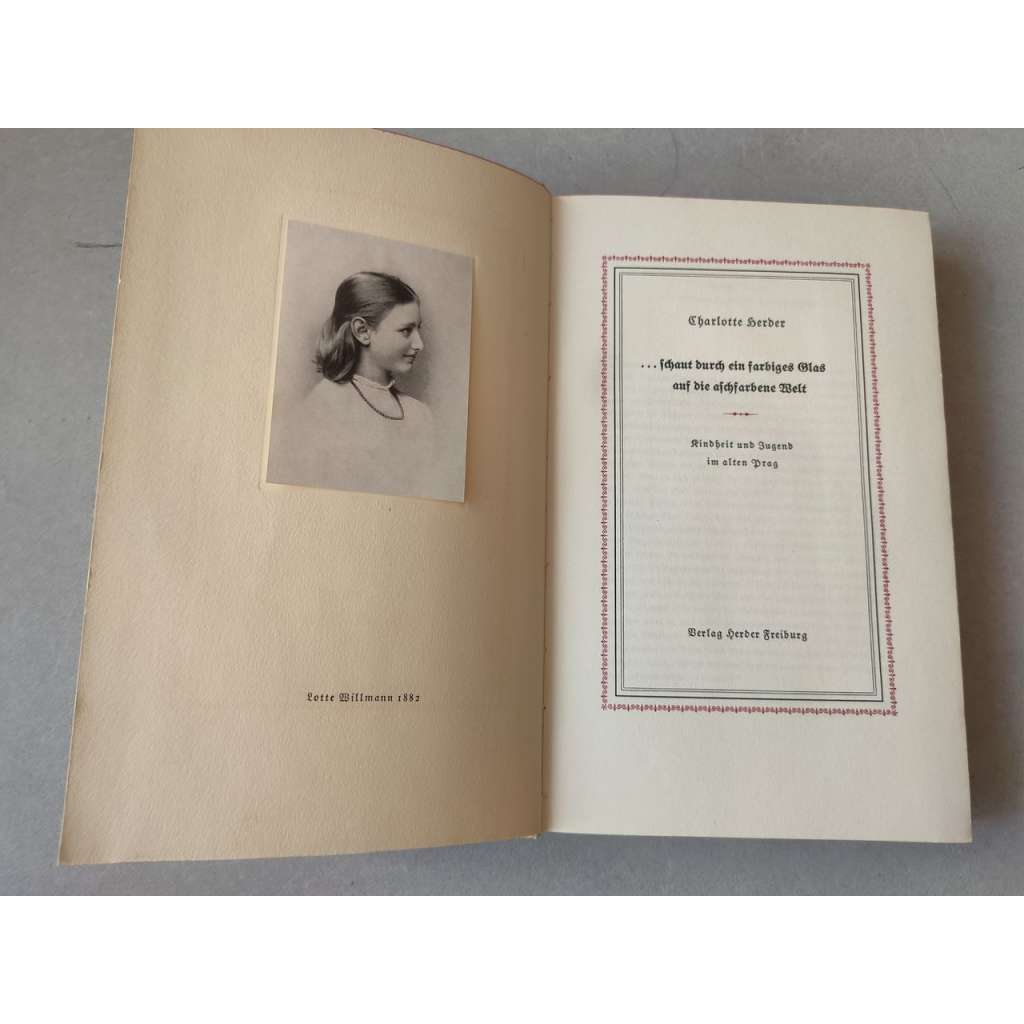 Lotte Willmann 1882
Charlotte Herder
... schaut durch ein farbiges Glas
auf die aschfarbene Welt
Kindheit und Jugend
im alten Prag
Verlag Herder Freiburg